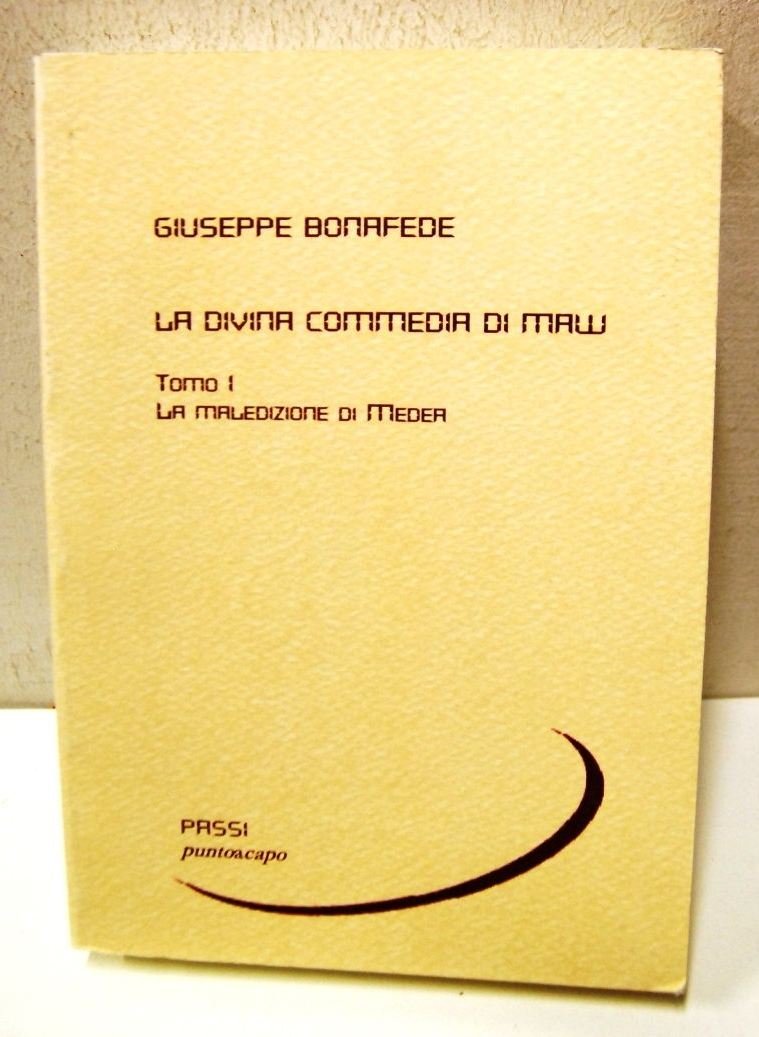 GIUSEPPE BONAFEDE
LA DIVINA COMMEDIA DI MAW
Tomo I
La maledizione di Medea
PASSI
puntoacapo